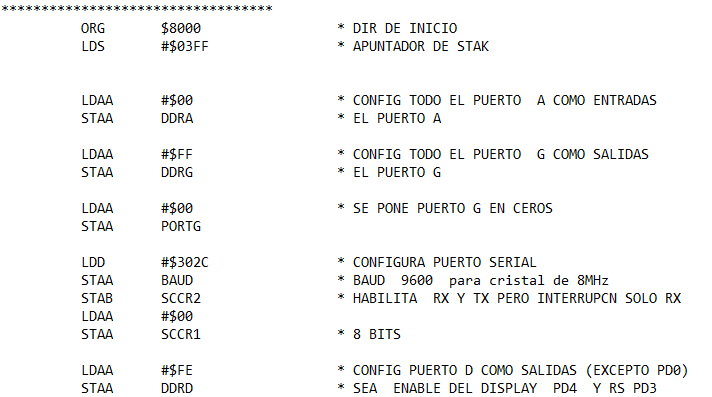 **********************************
ORG $8000 * DIR DE INICIO
LDS #$03FF * APUNTADOR DE STAK
LDAA #$00 * CONFIG TODO EL PUERTO A COMO ENTRADAS
STAA DDRA * EL PUERTO A
LDAA #$FF * CONFIG TODO EL PUERTO G COMO SALIDAS
STAA DDRG * EL PUERTO G
LDAA #$00 * SE PONE PUERTO G EN CEROS
STAA PORTG
LDD #$302C * CONFIGURA PUERTO SERIAL
STAA BAUD * BAUD 9600 para cristal de 8MHz
STAB SCCR2 * HABILITA RX Y TX PERO INTERRUPCN SOLO RX
LDAA #$00
STAA SCCR1 * 8 BITS
LDAA #$FE * CONFIG PUERTO D COMO SALIDAS (EXCEPTO PD0)
STAA DDRD * SEA ENABLE DEL DISPLAY PD4 Y RS PD3